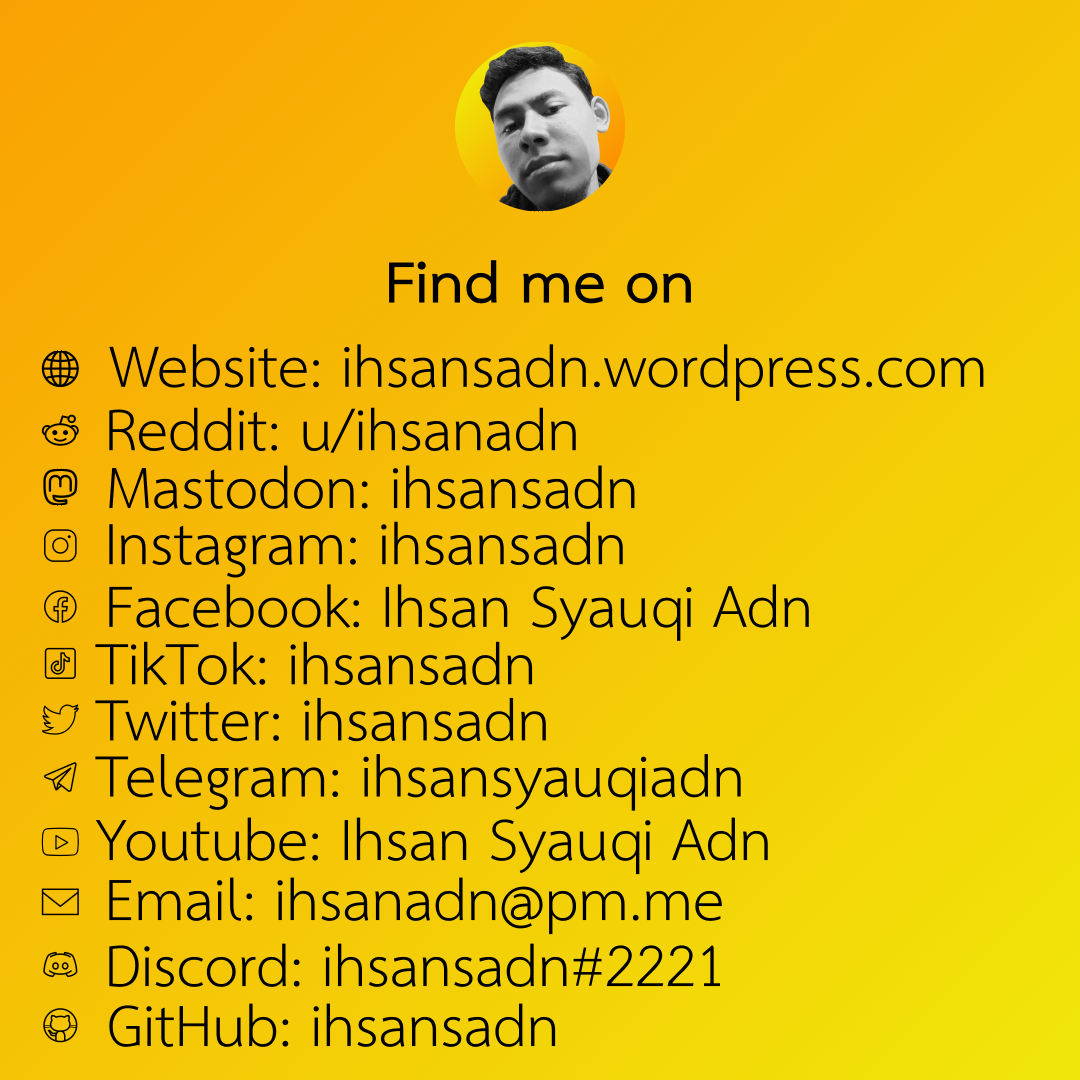 Find me on
Website: ihsansadn.wordpress.com
Reddit: u/ihsanadn
Mastodon: ihsansadn
Instagram: ihsansadn
Facebook: Ihsan Syauqi Adn
TikTok: ihsansadn
Twitter: ihsansadn
Telegram: ihsansyauqiadn
Youtube: Ihsan Syauqi Adn
Email: ihsanadn@pm.me
Discord: ihsansadn#2221
GitHub: ihsansadn